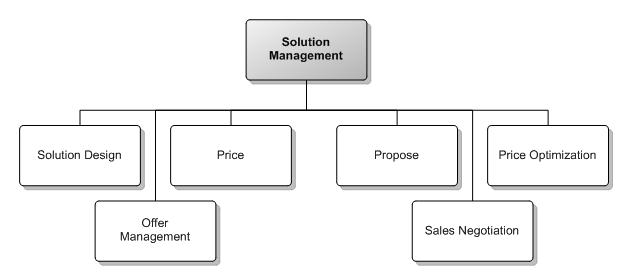 Solution
Management
Solution Design
Price
Propose
Price Optimization
Offer
Management
Sales Negotiation